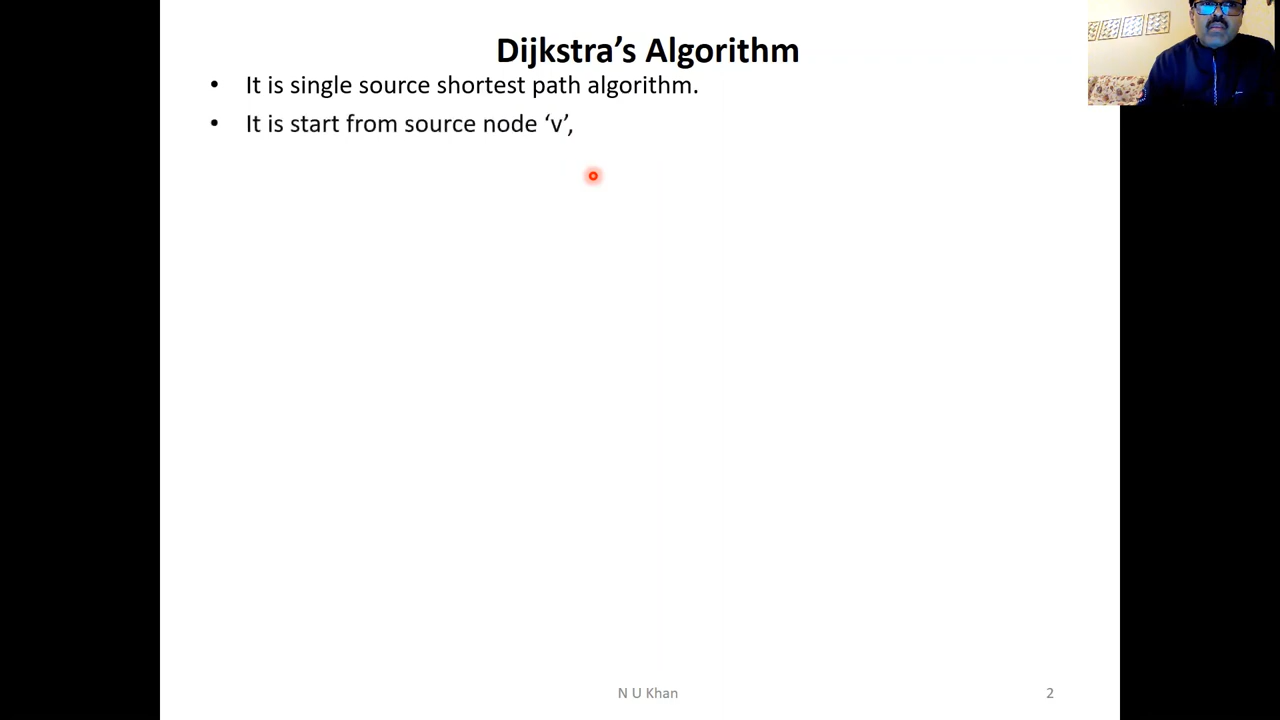 Dijkstra’s Algorithm
• It is single source shortest path algorithm.
• It is start from source node ‘v’,
N U Khan
2